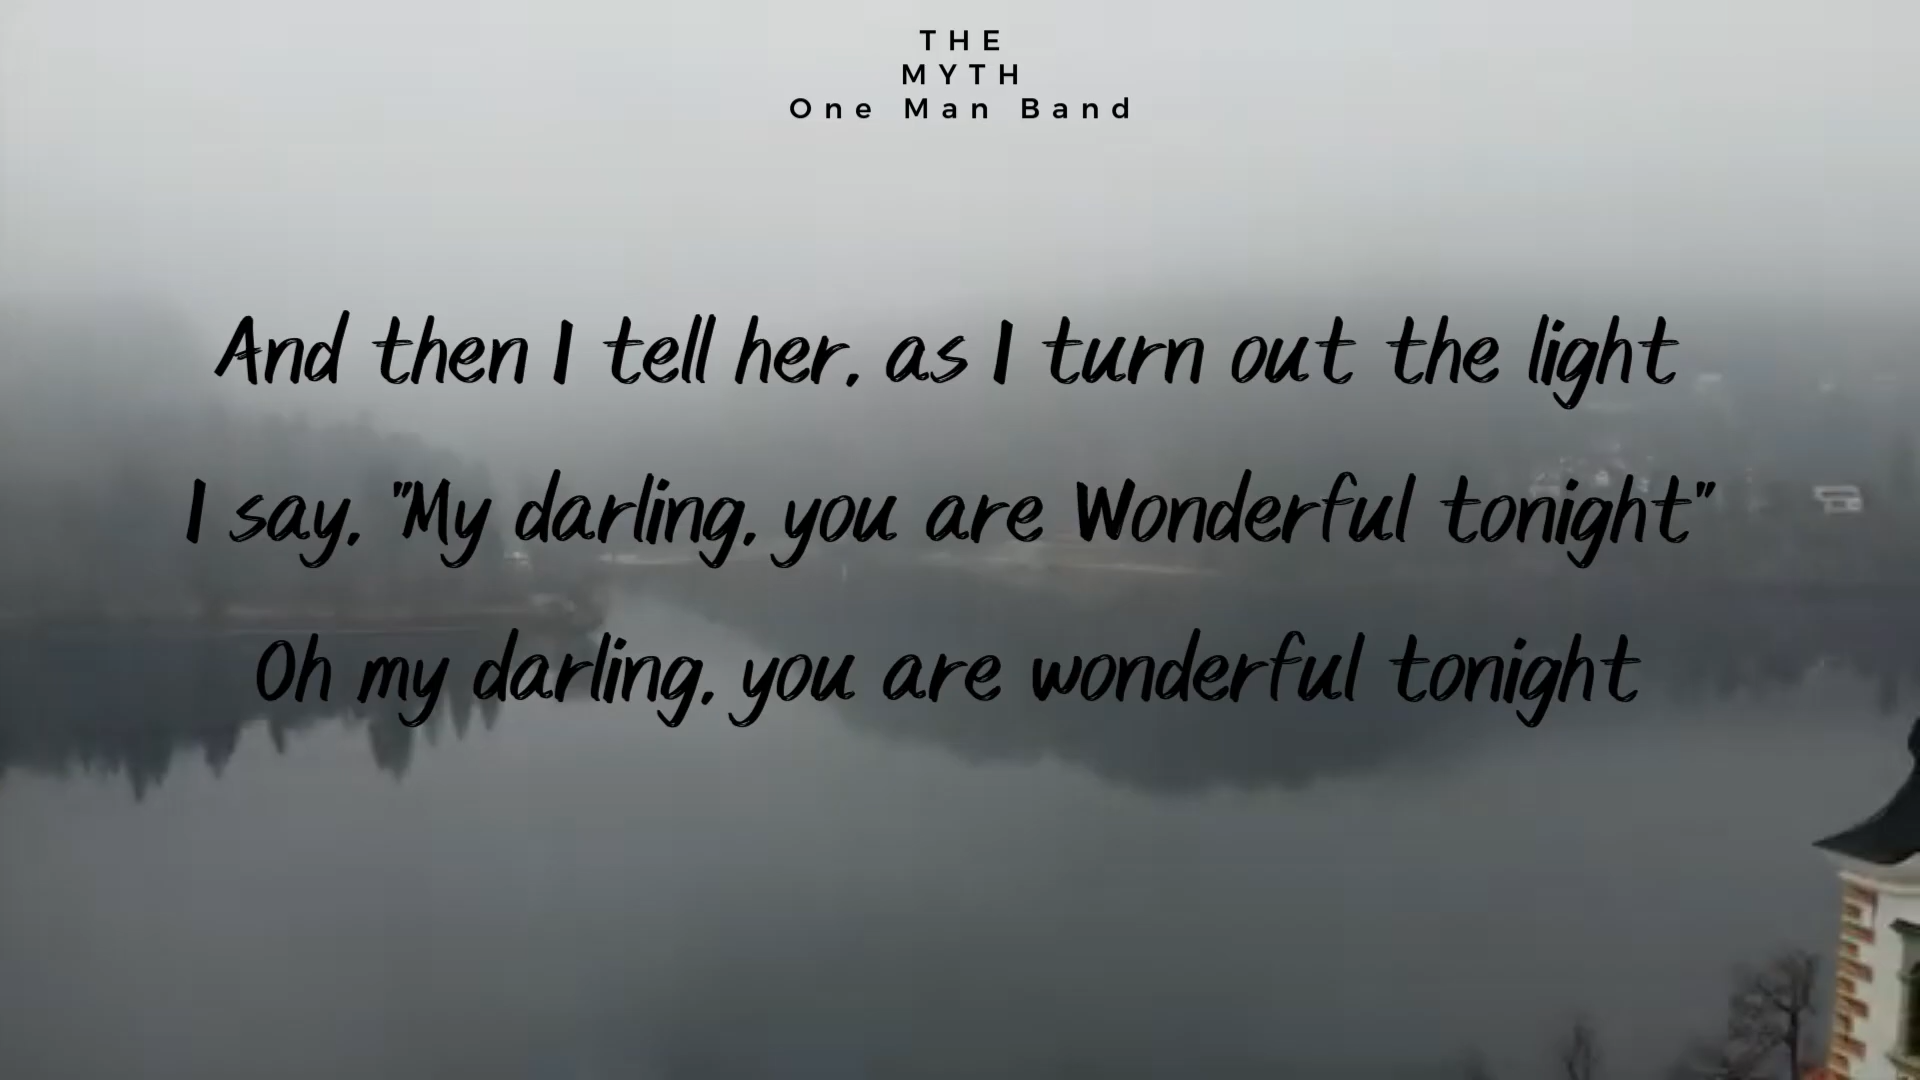 THE
MYTH
One Man Band
And then I tell her, as I turn out the light
I say, "My darling, you are Wonderful tonight"
Oh my darling, you are wonderful tonight